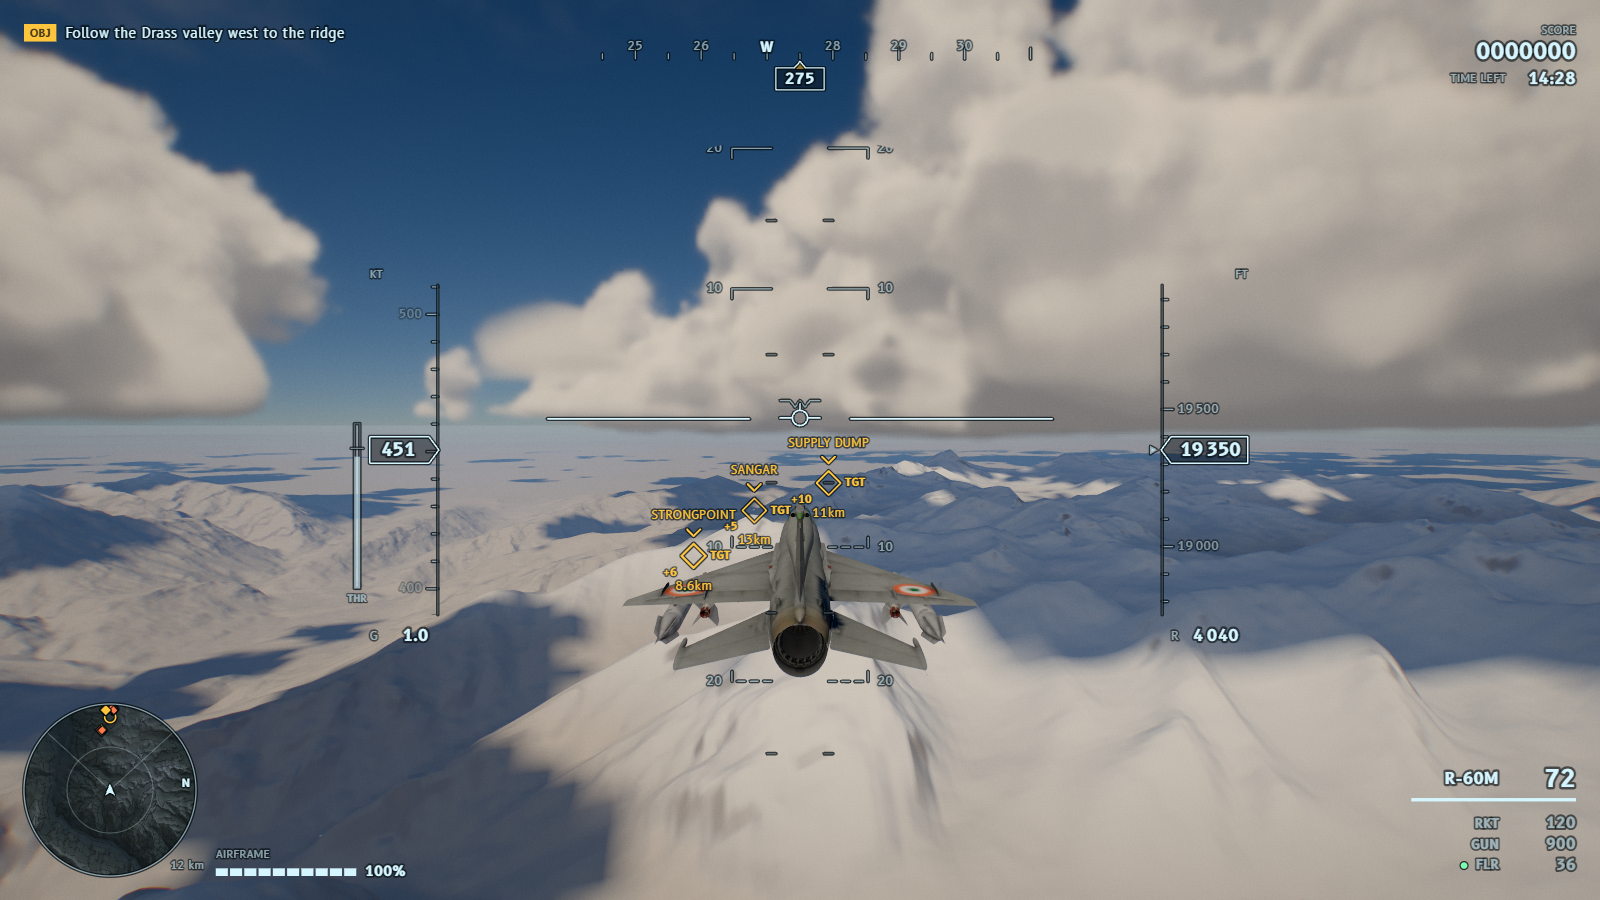 OBJ Follow the Drass valley west to the ridge
25 26 W 28 29 30
275
SCORE
0000000
TIME LEFT 14:28
20 20
KT
FT
10 10
500
19 500
451
19 350
SUPPLY DUMP
SANGAR
TGT
+10
STRONGPOINT
TGT
11km
+5
13km
10 10
TGT
19 000
+6
8.6km
400
THR
G 1.0
R 4 040
20 20
N
12 km
AIRFRAME
100%
R-60M 72
RKT 120
GUN 900
FLR 36